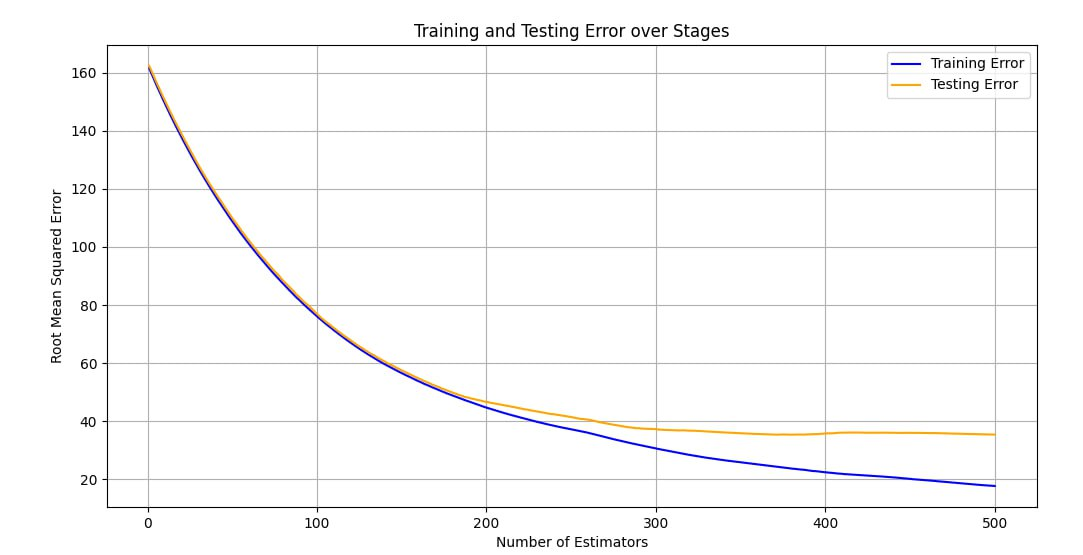 Training and Testing Error over Stages
Training Error
Testing Error
Root Mean Squared Error
160
140
120
100
80
60
40
20
0
100
200
300
400
500
Number of Estimators